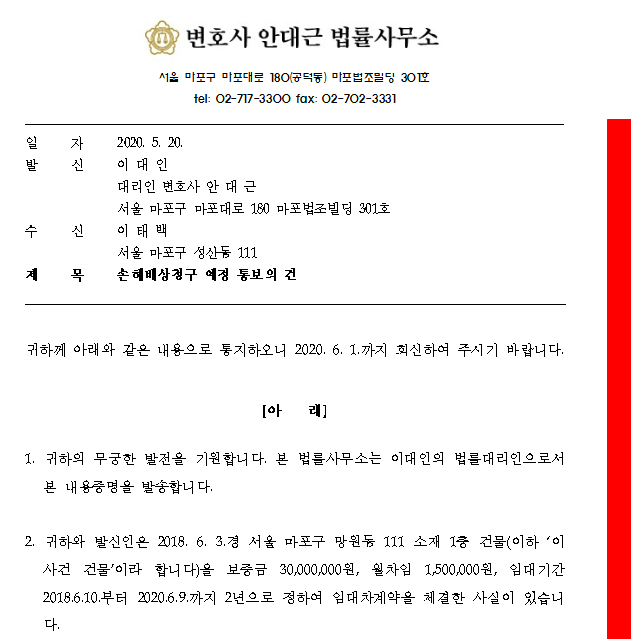 변호사 안대근 법률사무소
서울 마포구 마포대로 180(공덕동) 마포법조빌딩 301호
tel: 02-717-3300 fax: 02-702-3331
일 자 2020. 5. 20.
발 신 이 대 인
대리인 변호사 안 대 근
서울 마포구 마포대로 180 마포법조빌딩 301호
수 신 이 태 백
서울 마포구 성산동 111
제 목 손해배상청구 예정 통보의 건
귀하께 아래와 같은 내용으로 통지하오니 2020. 6. 1.까지 회신하여 주시기 바랍니다.
[아 래]
1. 귀하의 무궁한 발전을 기원합니다. 본 법률사무소는 이대인의 법률대리인으로서
본 내용증명을 발송합니다.
2. 귀하와 발신인은 2018. 6. 3.경 서울 마포구 망원동 111 소재 1층 건물(이하 ‘이
사건 건물’이라 합니다)을 보증금 30,000,000원, 월차임 1,500,000원, 임대기간
2018.6.10.부터 2020.6.9.까지 2년으로 정하여 임대차계약을 체결한 사실이 있습니
다.